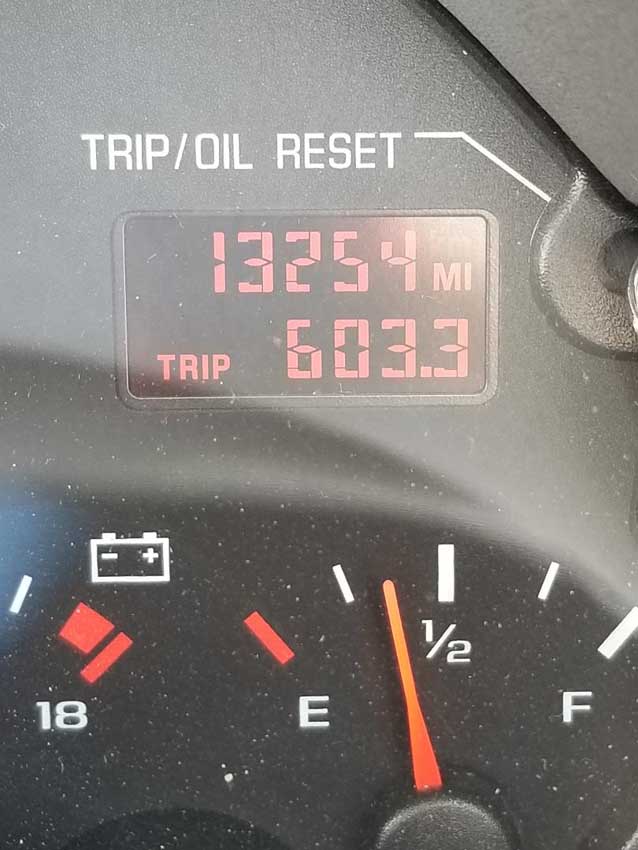 TRIP/OIL RESET
13254 MI
TRIP 603.3
- +
1/2
18 E F